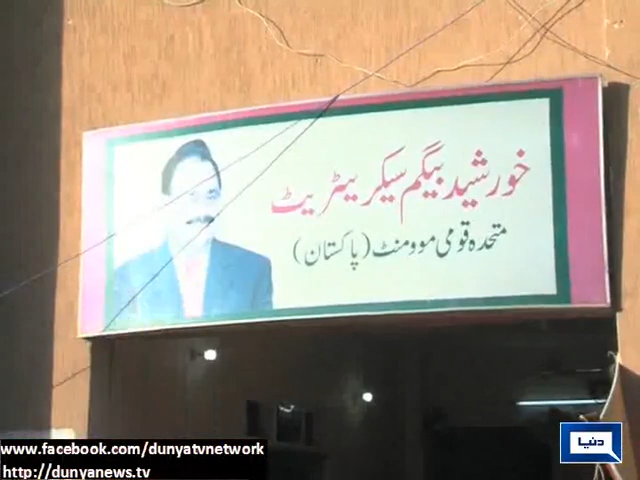 خورشید بیگم سیکریٹریٹ
متحدہ قومی موومنٹ (پاکستان)
دنیا
www.facebook.com/dunyatvnetwork
http://dunyanews.tv